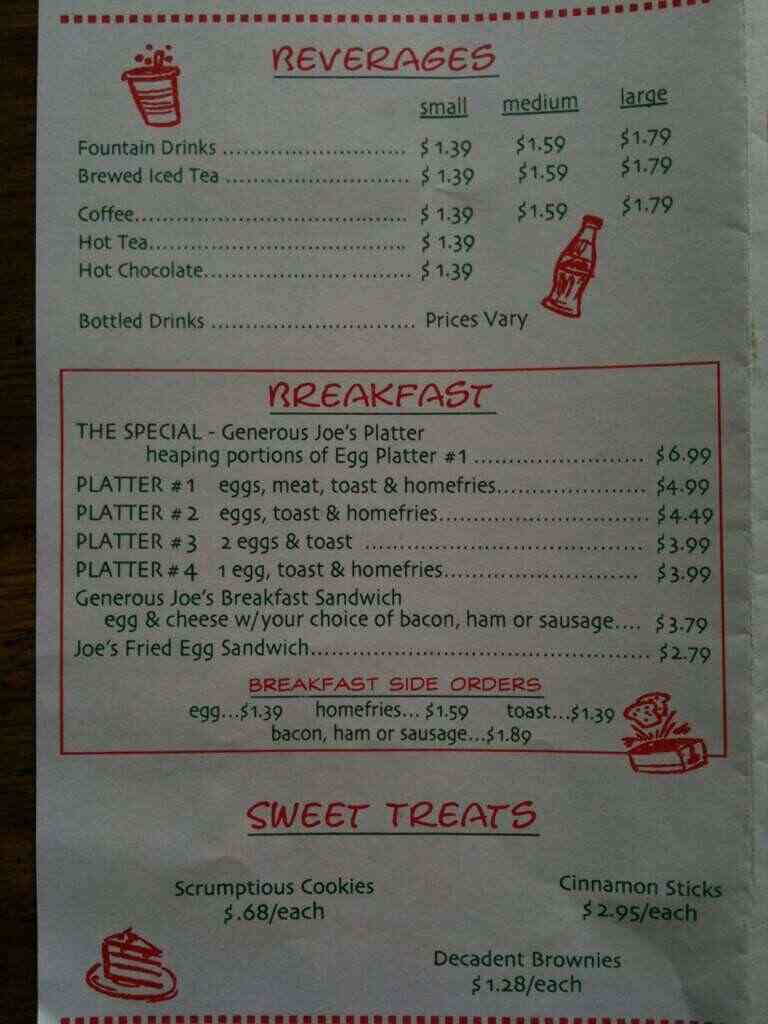 BEVERAGES
small medium large
Fountain Drinks ............................... $1.39 $1.59 $1.79
Brewed Iced Tea ............................... $1.39 $1.59 $1.79
Coffee............................................ $1.39 $1.59 $1.79
Hot Tea.......................................... $1.39
Hot Chocolate................................. $1.39
Bottled Drinks ................................. Prices Vary
BREAKFAST
THE SPECIAL - Generous Joe's Platter
heaping portions of Egg Platter #1 .......................... $6.99
PLATTER #1 eggs, meat, toast & homefries...................... $4.99
PLATTER #2 eggs, toast & homefries............................... $4.49
PLATTER #3 2 eggs & toast .......................................... $3.99
PLATTER #4 1 egg, toast & homefries............................. $3.99
Generous Joe's Breakfast Sandwich
egg & cheese w/your choice of bacon, ham or sausage.... $3.79
Joe's Fried Egg Sandwich.................................................... $2.79
BREAKFAST SIDE ORDERS
egg...$1.39 homefries... $1.59 toast...$1.39
bacon, ham or sausage...$1.89
SWEET TREATS
Scrumptious Cookies
$.68/each
Cinnamon Sticks
$2.95/each
Decadent Brownies
$1.28/each